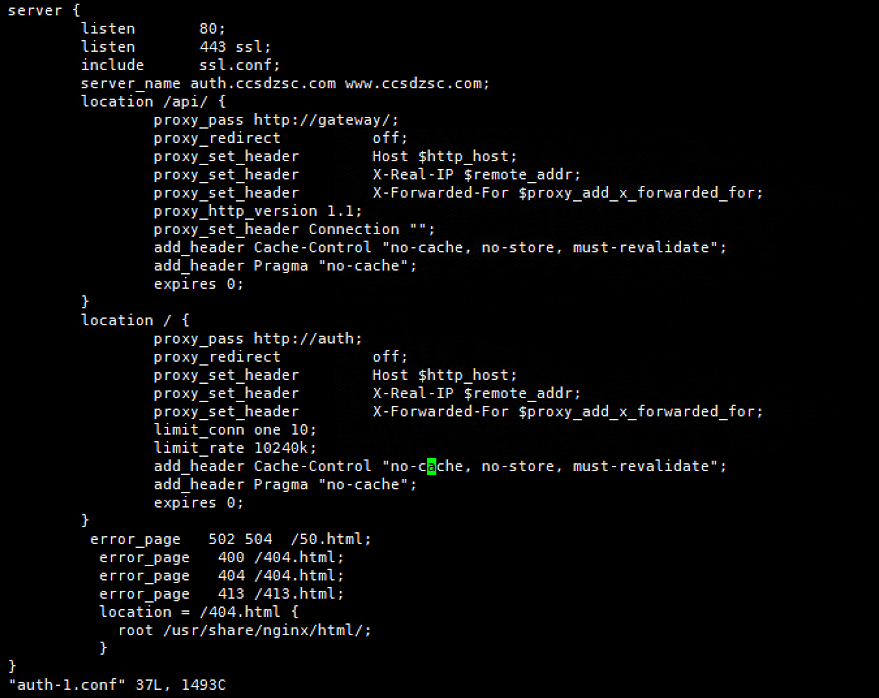 server {
        listen       80;
        listen       443 ssl;
        include      ssl.conf;
        server_name auth.ccsdzsc.com www.ccsdzsc.com;
        location /api/ {
                proxy_pass http://gateway/;
                proxy_redirect          off;
                proxy_set_header        Host $http_host;
                proxy_set_header        X-Real-IP $remote_addr;
                proxy_set_header        X-Forwarded-For $proxy_add_x_forwarded_for;
                proxy_http_version 1.1;
                proxy_set_header Connection "";
                add_header Cache-Control "no-cache, no-store, must-revalidate";
                add_header Pragma "no-cache";
                expires 0;
        }
        location / {
                proxy_pass http://auth;
                proxy_redirect          off;
                proxy_set_header        Host $http_host;
                proxy_set_header        X-Real-IP $remote_addr;
                proxy_set_header        X-Forwarded-For $proxy_add_x_forwarded_for;
                limit_conn one 10;
                limit_rate 10240k;
                add_header Cache-Control "no-cache, no-store, must-revalidate";
                add_header Pragma "no-cache";
                expires 0;
        }
         error_page   502 504  /50.html;
          error_page   400 /404.html;
          error_page   404 /404.html;
          error_page   413 /413.html;
          location = /404.html {
            root /usr/share/nginx/html/;
          }
}
"auth-1.conf" 37L, 1493C